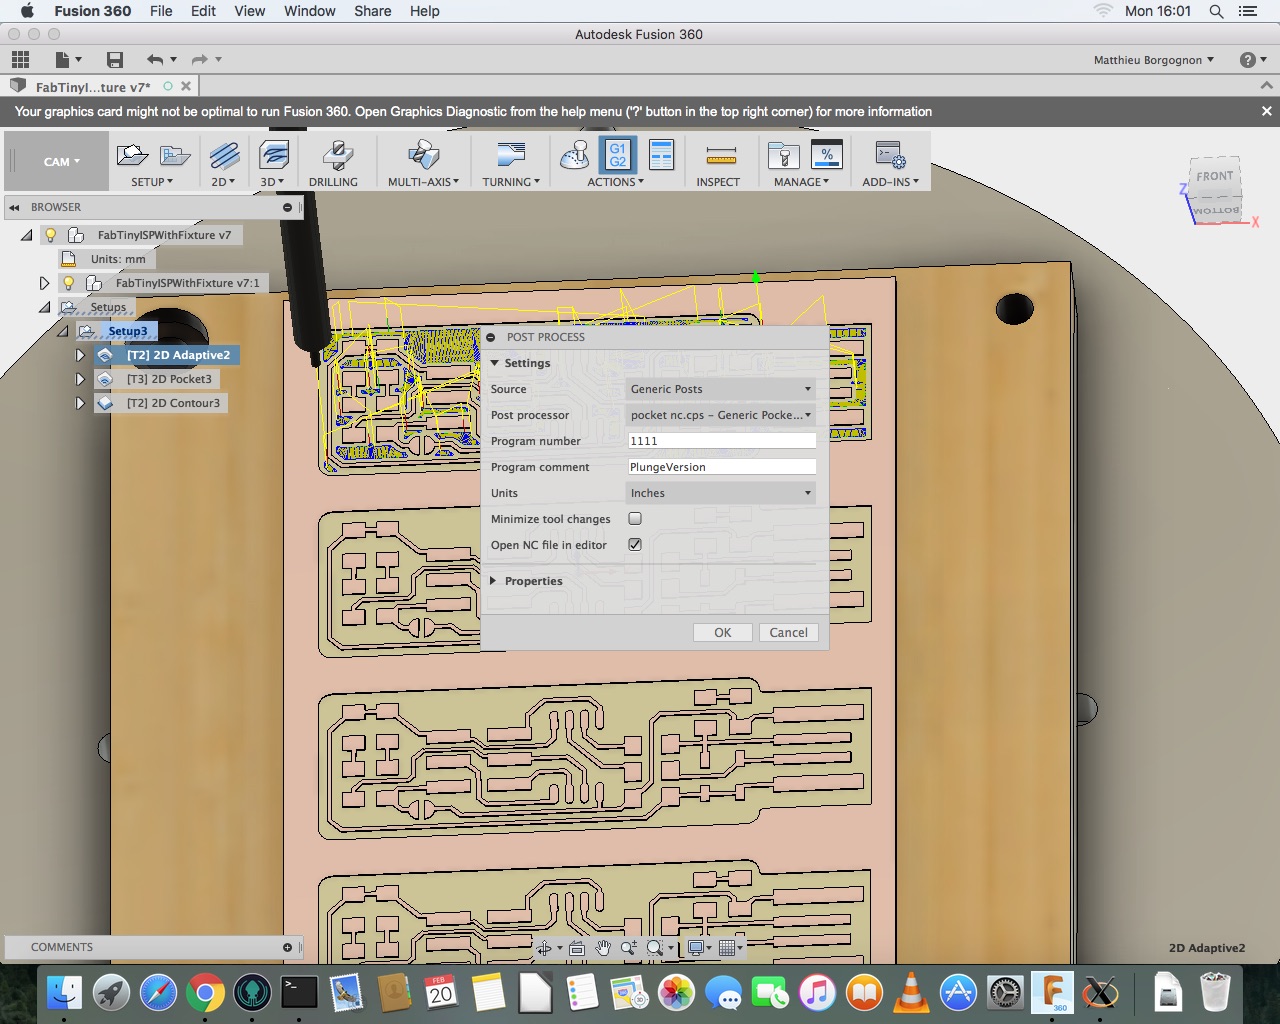 Fusion 360 File Edit View Window Share Help Mon 16:01
Autodesk Fusion 360
Matthieu Borgognon
FabTinyI...ture v7*
Your graphics card might not be optimal to run Fusion 360. Open Graphics Diagnostic from the help menu ('?' button in the top right corner) for more information
CAM
G1
G2
%
SETUP 2D 3D DRILLING MULTI-AXIS TURNING ACTIONS INSPECT MANAGE ADD-INS
FRONT
BOTTOM
Z
X
BROWSER
FabTinyISPWithFixture v7
Units: mm
FabTinyISPWithFixture v7:1
Setups
Setup3
[T2] 2D Adaptive2
[T3] 2D Pocket3
[T2] 2D Contour3
POST PROCESS
Settings
Source Generic Posts
Post processor pocket nc.cps – Generic Pocke...
Program number 1111
Program comment PlungeVersion
Units Inches
Minimize tool changes
Open NC file in editor
Properties
OK Cancel
COMMENTS
2D Adaptive2
FEB
20
F
360